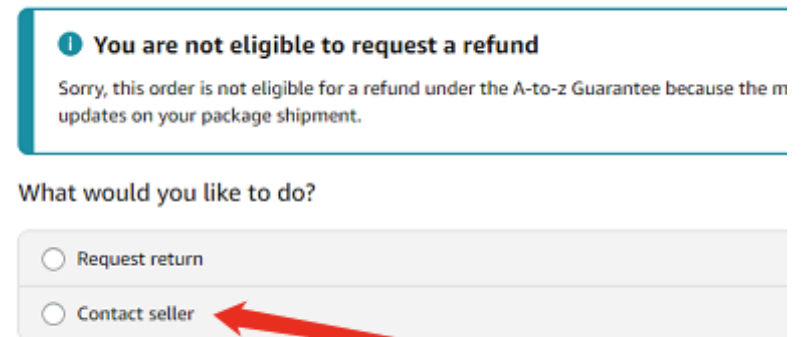 You are not eligible to request a refund
Sorry, this order is not eligible for a refund under the A-to-z Guarantee because the
updates on your package shipment.
What would you like to do?
Request return
Contact seller